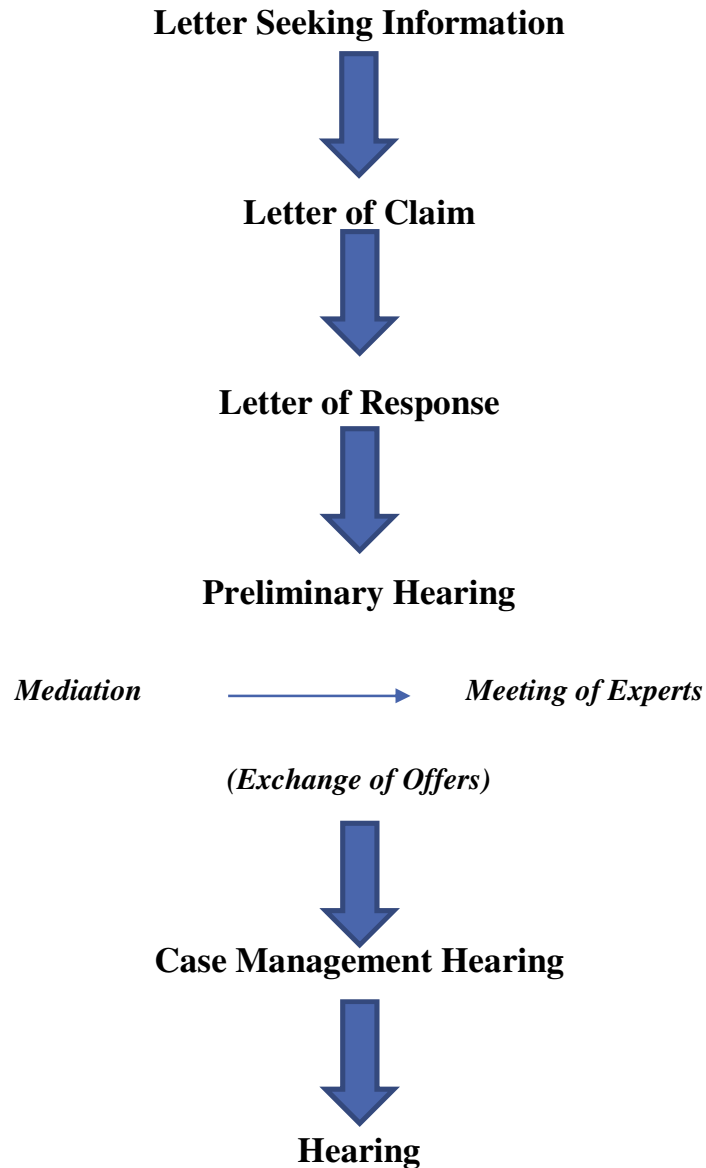 Letter Seeking Information
Letter of Claim
Letter of Response
Preliminary Hearing
Mediation Meeting of Experts
(Exchange of Offers)
Case Management Hearing
Hearing